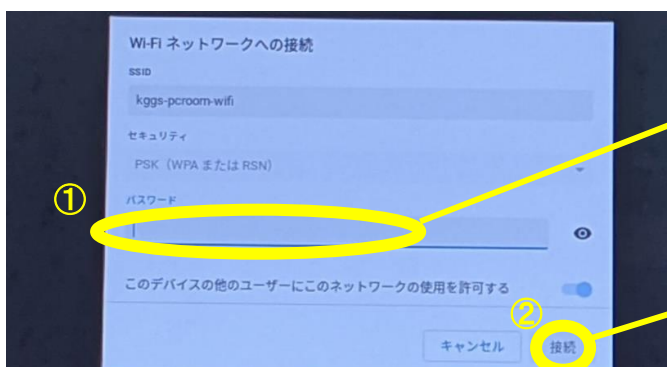 Wi-Fi ネットワークへの接続
SSID
kggs-pcroom-wifi
セキュリティ
PSK（WPA または RSN）
①
パスワード
このデバイスの他のユーザーにこのネットワークの使用を許可する
②
キャンセル
接続